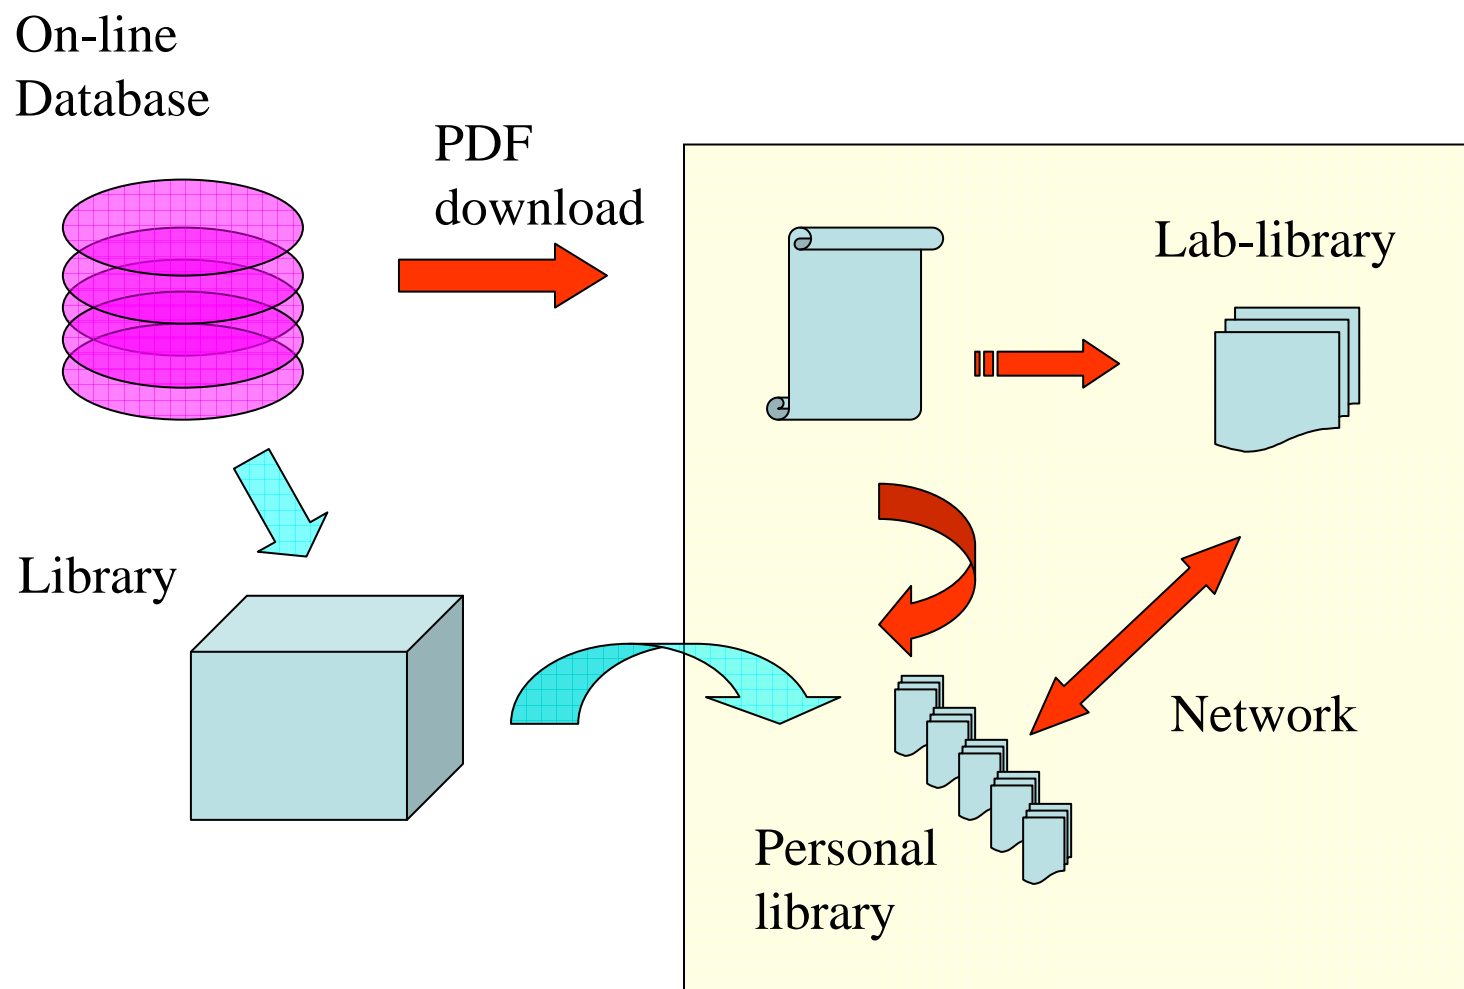 On-line
Database
PDF
download
Lab-library
Library
Network
Personal
library